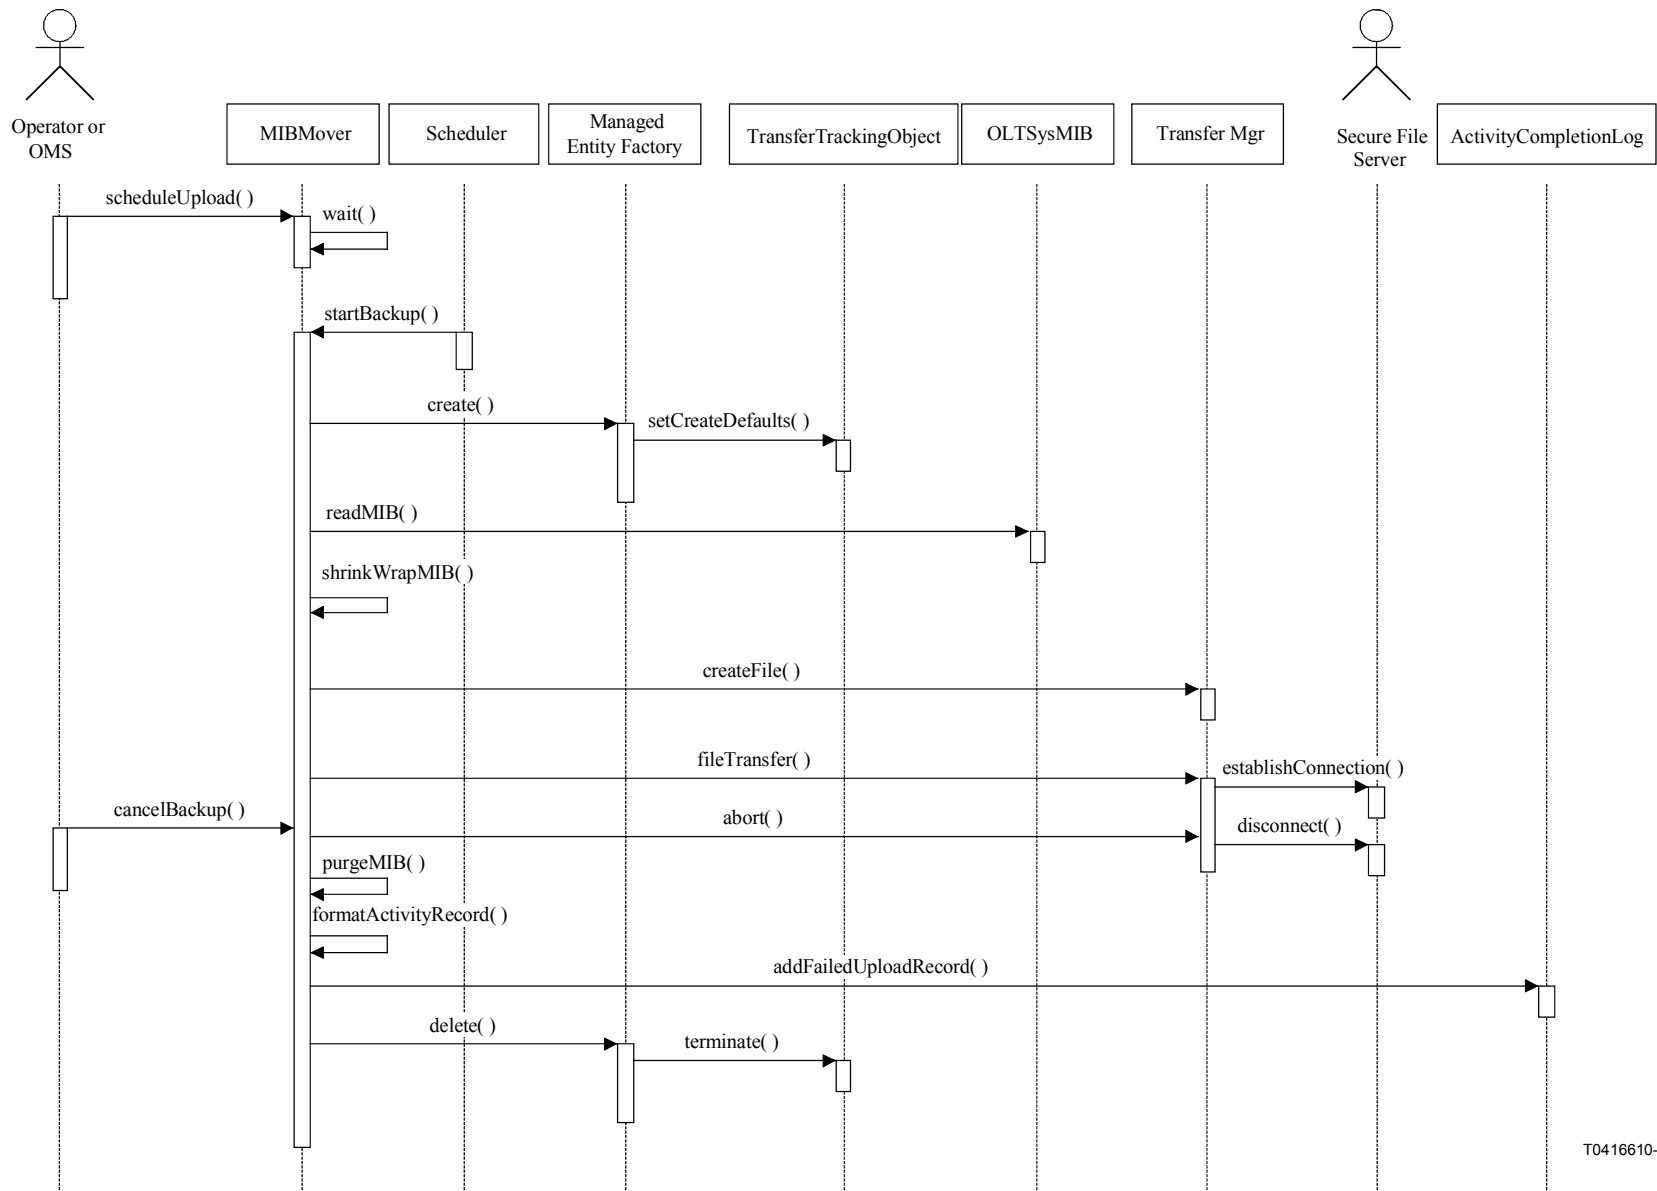 Operator or
OMS
MIBMover
Scheduler
Managed
Entity Factory
TransferTrackingObject
OLTSysMIB
Transfer Mgr
Secure File
Server
ActivityCompletionLog
scheduleUpload( )
wait( )
startBackup( )
create( )
setCreateDefaults( )
readMIB( )
shrinkWrapMIB( )
createFile( )
fileTransfer( )
establishConnection( )
cancelBackup( )
abort( )
disconnect( )
purgeMIB( )
formatActivityRecord( )
addFailedUploadRecord( )
delete( )
terminate( )
T0416610-